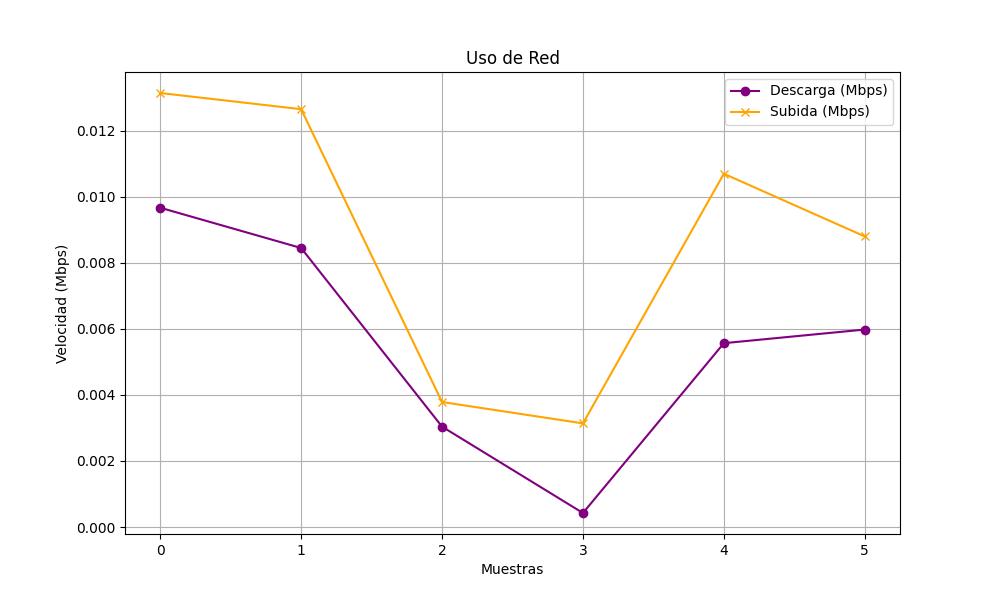 Uso de Red
Descarga (Mbps)
Subida (Mbps)
Velocidad (Mbps)
0.012
0.010
0.008
0.006
0.004
0.002
0.000
0 1 2 3 4 5
Muestras